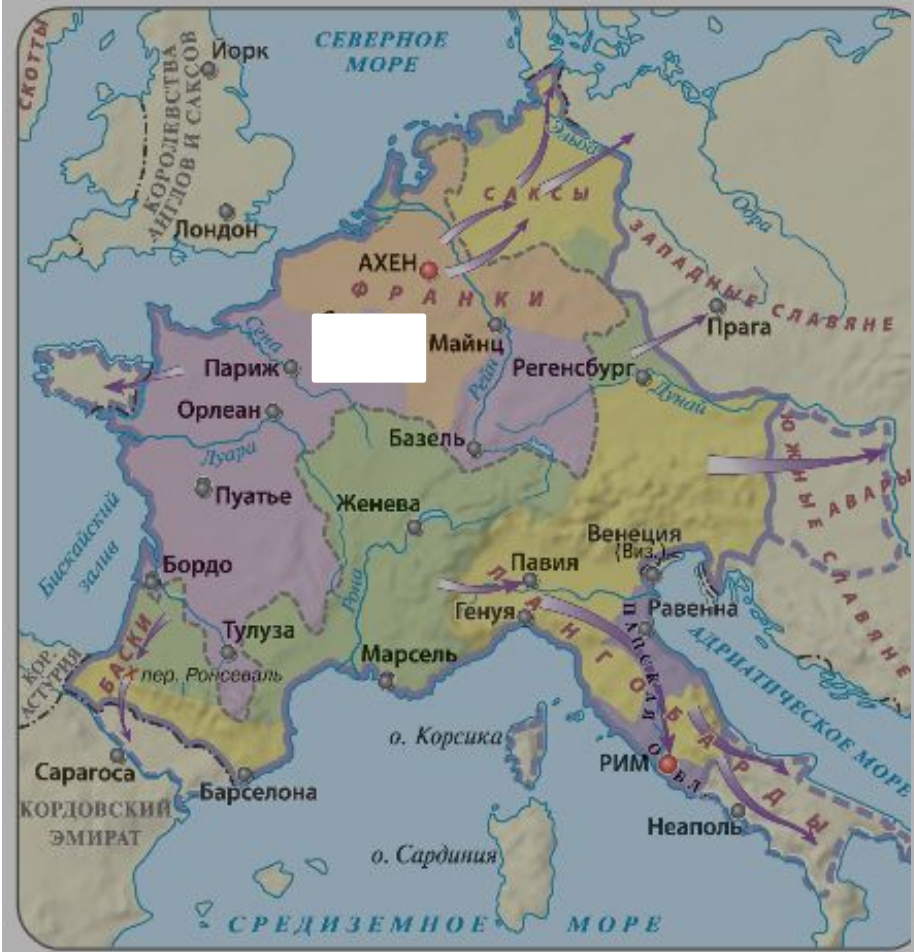 СЕВЕРНОЕ
МОРЕ
СКОТТЫ
Йорк
КОРОЛЕВСТВА
АНГЛОВ И САКСОВ
Лондон
Эльба
САКСЫ
Одра
ЗАПАДНЫЕ СЛАВЯНЕ
АХЕН
ФРАНКИ
Прага
Сена
Майнц
Рейн
Париж
Регенсбург
Дунай
Орлеан
Базель
Луара
Пуатье
Женева
ЮЖНЫЕ СЛАВЯНЕ
АВАРЫ
Бискайский
залив
Бордо
Рона
Венеция
(Виз.)
Павия
Генуя
ЛАНГОБАРДЫ
Равенна
ПАПСКАЯ ОБЛ.
БАСКИ
Тулуза
пер. Ронсеваль
Марсель
КОР.
АСТУРИЯ
АДРИАТИЧЕСКОЕ МОРЕ
о. Корсика
РИМ
Сарагоса
Барселона
КОРДОВСКИЙ
ЭМИРАТ
Неаполь
о. Сардиния
СРЕДИЗЕМНОЕ МОРЕ